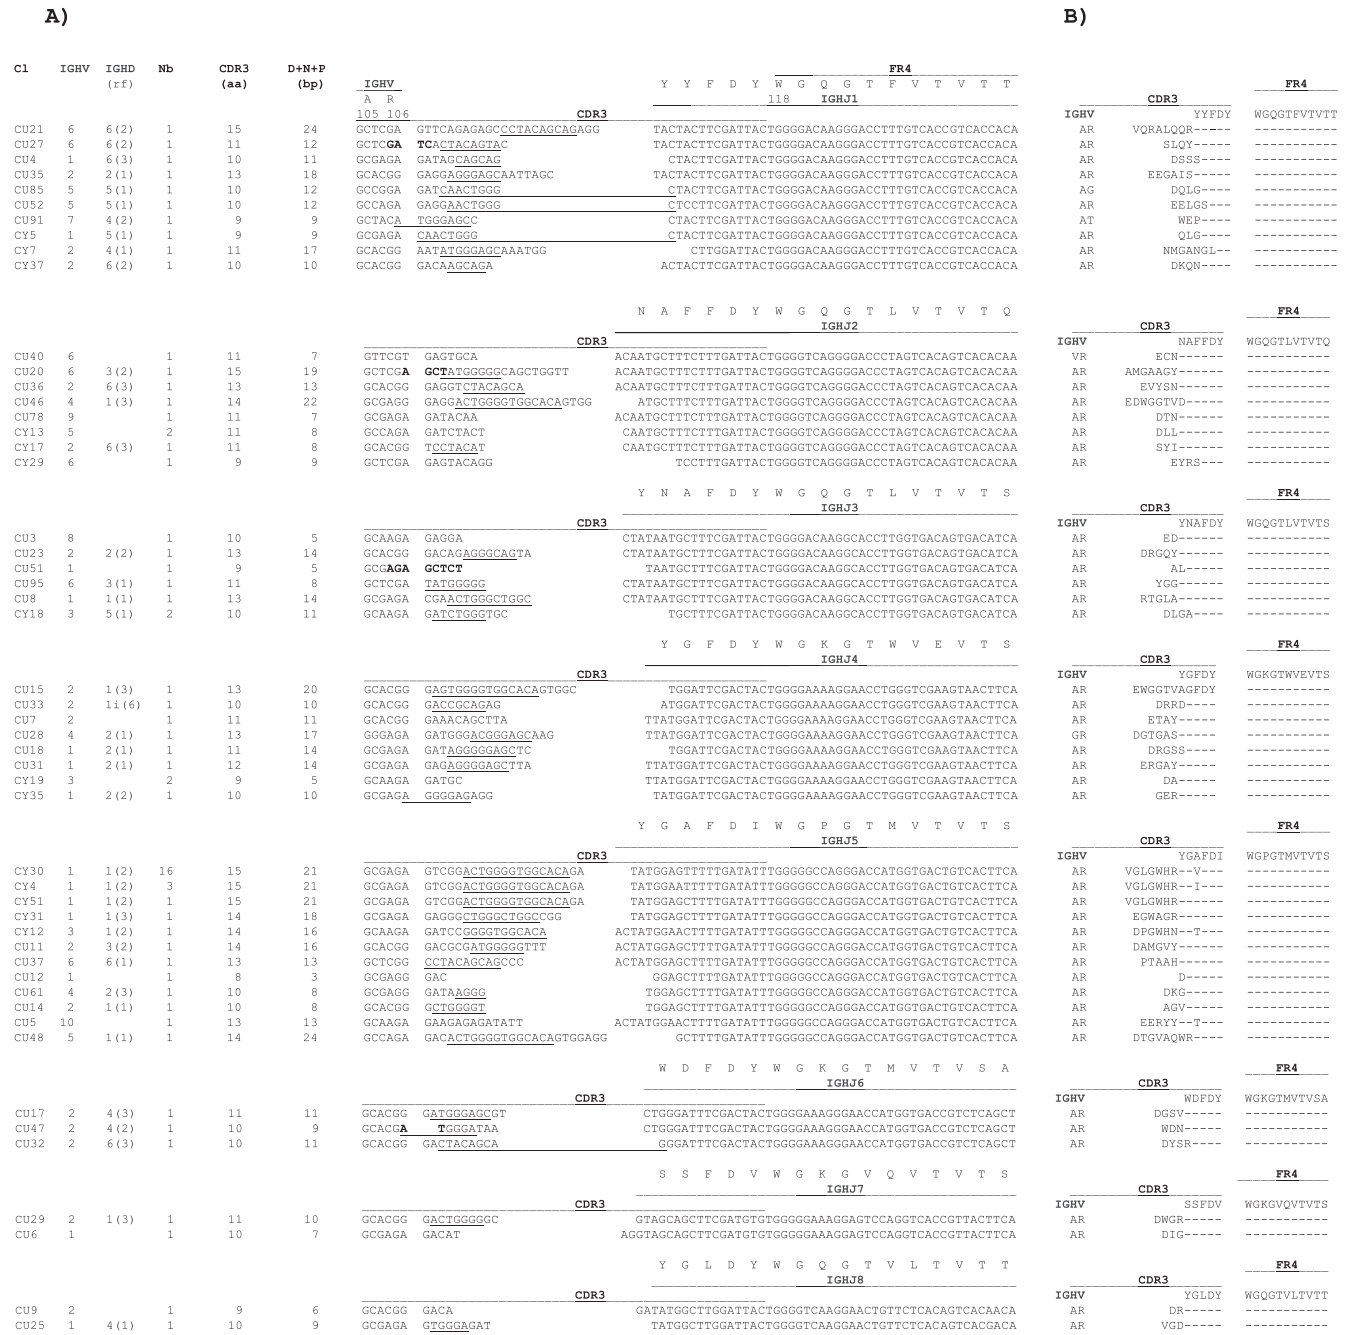 A) B)
Cl IGHV IGHD Nb CDR3 D+N+P FR4
(rf) (aa) (bp) IGHV Y Y F D Y W G Q G T F V T V T T FR4
A R 118 IGHJ1 CDR3
105 106 CDR3 IGHV YYFDY WGQGTFVTVTT
CU21 6 6(2) 1 15 24 GCTCGA GTTCAGAGAGCCCTACAGCAGAGG TACTACTTCGATTACTGGGGACAAGGGACCTTTGTCACCGTCACCACA AR VQRALQQR----- -----------
CU27 6 6(2) 1 11 12 GCTCGA TCACTACAGTAC TACTACTTCGATTACTGGGGACAAGGGACCTTTGTCACCGTCACCACA AR SLQY----- -----------
CU4 1 6(3) 1 10 11 GCGAGA GATAGCAGCAG CTACTTCGATTACTGGGGACAAGGGACCTTTGTCACCGTCACCACA AR DSSS---- -----------
CU35 2 2(1) 1 13 18 GCACGG GAGGAGGGAGCAATTAGC TACTACTTCGATTACTGGGGACAAGGGACCTTTGTCACCGTCACCACA AR EEGAIS----- -----------
CU85 5 5(1) 1 10 12 GCCGGA GATCAACTGGG CTACTTCGATTACTGGGGACAAGGGACCTTTGTCACCGTCACCACA AG DQLG---- -----------
CU52 5 5(1) 1 10 12 GCCAGA GAGGAACTGGG CTCCTTCGATTACTGGGGACAAGGGACCTTTGTCACCGTCACCACA AR EELGS---- -----------
CU91 7 4(2) 1 9 9 GCTACA TGGGAGCC CTACTTCGATTACTGGGGACAAGGGACCTTTGTCACCGTCACCACA AT WEP---- -----------
CY5 1 5(1) 1 9 9 GCGAGA CAACTGGG CTACTTCGATTACTGGGGACAAGGGACCTTTGTCACCGTCACCACA AR QLG---- -----------
CY7 2 4(1) 1 11 17 GCACGG AATATGGGAGCAAATGG CTTGGATTACTGGGGACAAGGGACCTTTGTCACCGTCACCACA AR NMGANGL-- -----------
CY37 2 6(2) 1 10 10 GCACGG GACAAGCAGA ACTACTTCGATTACTGGGGACAAGGGACCTTTGTCACCGTCACCACA AR DKQN---- -----------
N A F F D Y W G Q G T L V T V T Q FR4
IGHJ2 CDR3
CDR3 IGHV NAFFDY WGQGTLVTVTQ
CU40 6 1 11 7 GTTCGT GAGTGCA ACAATGCTTTCTTTGATTACTGGGGTCAGGGGACCCTAGTCACAGTCACACAA VR ECN----- -----------
CU20 6 3(2) 1 15 19 GCTCGA GCTATGGGGGCAGCTGGTT ACAATGCTTTCTTTGATTACTGGGGTCAGGGGACCCTAGTCACAGTCACACAA AR AMGAAGY----- -----------
CU36 2 6(3) 1 13 13 GCACGG GAGGTCTACAGCA ACAATGCTTTCTTTGATTACTGGGGTCAGGGGACCCTAGTCACAGTCACACAA AR EVYSN----- -----------
CU46 4 1(3) 1 14 22 GCGAGG GAGGACTGGGGTGGCACAGTGG ATGCTTTCTTTGATTACTGGGGTCAGGGGACCCTAGTCACAGTCACACAA AR EDWGGTVD----- -----------
CU78 9 1 11 7 GCGAGA GATACAA ACAATGCTTTCTTTGATTACTGGGGTCAGGGGACCCTAGTCACAGTCACACAA AR DTN----- -----------
CY13 5 2 11 8 GCCAGA GATCTACT CAATGCTTTCTTTGATTACTGGGGTCAGGGGACCCTAGTCACAGTCACACAA AR DLL----- -----------
CY17 2 6(3) 1 11 8 GCACGG TCCTACAT CAATGCTTTCTTTGATTACTGGGGTCAGGGGACCCTAGTCACAGTCACACAA AR SYI----- -----------
CY29 6 1 9 9 GCTCGA GAGTACAGG TCCTTTGATTACTGGGGTCAGGGGACCCTAGTCACAGTCACACAA AR EYRS--- -----------
Y N A F D Y W G Q G T L V T V T S FR4
IGHJ3 CDR3
CDR3 IGHV YNAFDY WGQGTLVTVTS
CU3 8 1 10 5 GCAAGA GAGGA CTATAATGCTTTCGATTACTGGGGACAAGGCACCTTGGTGACAGTGACATCA AR ED----- -----------
CU23 2 2(2) 1 13 14 GCACGG GACAGAGGGCAGTA CTATAATGCTTTCGATTACTGGGGACAAGGCACCTTGGTGACAGTGACATCA AR DRGQY----- -----------
CU51 1 1 9 5 GCGAGA GCTCT TAATGCTTTCGATTACTGGGGACAAGGCACCTTGGTGACAGTGACATCA AR AL----- -----------
CU95 6 3(1) 1 11 8 GCTCGA TATGGGGG CTATAATGCTTTCGATTACTGGGGACAAGGCACCTTGGTGACAGTGACATCA AR YGG----- -----------
CU8 1 1(1) 1 13 14 GCGAGA CGAACTGGGCTGGC CTATAATGCTTTCGATTACTGGGGACAAGGCACCTTGGTGACAGTGACATCA AR RTGLA----- -----------
CY18 3 5(1) 2 10 11 GCAAGA GATCTGGGTGC TGCTTTCGATTACTGGGGACAAGGCACCTTGGTGACAGTGACATCA AR DLGA---- -----------
Y G F D Y W G K G T W V E V T S FR4
IGHJ4 CDR3
CDR3 IGHV YGFDY WGKGTWVEVTS
CU15 2 1(3) 1 13 20 GCACGG GAGTGGGGTGGCACAGTGGC TGGATTCGACTACTGGGGAAAAGGAACCTGGGTCGAAGTAACTTCA AR EWGGTVAGFDY -----------
CU33 2 1i(6) 1 10 10 GCACGG GACCGCAGAG ATGGATTCGACTACTGGGGAAAAGGAACCTGGGTCGAAGTAACTTCA AR DRRD---- -----------
CU7 2 1 11 11 GCACGG GAAACAGCTTA TTATGGATTCGACTACTGGGGAAAAGGAACCTGGGTCGAAGTAACTTCA AR ETAY----- -----------
CU28 4 2(1) 1 13 17 GGGAGA GATGGGACGGGAGCAAG TTATGGATTCGACTACTGGGGAAAAGGAACCTGGGTCGAAGTAACTTCA GR DGTGAS----- -----------
CU18 1 2(1) 1 11 14 GCGAGA GATAGGGGGAGCTC TGGATTCGACTACTGGGGAAAAGGAACCTGGGTCGAAGTAACTTCA AR DRGSS---- -----------
CU31 1 2(1) 1 12 14 GCGAGA GAGAGGGGAGCTTA TTATGGATTCGACTACTGGGGAAAAGGAACCTGGGTCGAAGTAACTTCA AR ERGAY----- -----------
CY19 3 2 9 5 GCAAGA GATGC TTATGGATTCGACTACTGGGGAAAAGGAACCTGGGTCGAAGTAACTTCA AR DA----- -----------
CY35 1 2(2) 1 10 10 GCGAGA GGGGAGAGG TATGGATTCGACTACTGGGGAAAAGGAACCTGGGTCGAAGTAACTTCA AR GER----- -----------
Y G A F D I W G P G T M V T V T S FR4
IGHJ5 CDR3
CDR3 IGHV YGAFDI WGPGTMVTVTS
CY30 1 1(2) 16 15 21 GCGAGA GTCGGACTGGGGTGGCACAGA TATGGAGTTTTTGATATTTGGGGGCCAGGGACCATGGTGACTGTCACTTCA AR VGLGWHR--V--- -----------
CY4 1 1(2) 3 15 21 GCGAGA GTCGGACTGGGGTGGCACAGA TATGGAATTTTTGATATTTGGGGGCCAGGGACCATGGTGACTGTCACTTCA AR VGLGWHR--I--- -----------
CY51 1 1(2) 1 15 21 GCGAGA GTCGGACTGGGGTGGCACAGA TATGGAGCTTTTGATATTTGGGGGCCAGGGACCATGGTGACTGTCACTTCA AR VGLGWHR------ -----------
CY31 1 1(3) 1 14 18 GCGAGA GAGGGCTGGGCTGGCCGG TATGGAGCTTTTGATATTTGGGGGCCAGGGACCATGGTGACTGTCACTTCA AR EGWAGR------ -----------
CY12 3 1(2) 1 14 16 GCAAGA GATCCGGGGTGGCACA ACTATGGAACTTTTGATATTTGGGGGCCAGGGACCATGGTGACTGTCACTTCA AR DPGWHN--T--- -----------
CU11 2 3(2) 1 14 16 GCACGG GACGCGATGGGGGTTT ACTATGGAGCTTTTGATATTTGGGGGCCAGGGACCATGGTGACTGTCACTTCA AR DAMGVY------ -----------
CU37 6 6(1) 1 13 13 GCTCGG CCTACAGCAGCCC ACTATGGAGCTTTTGATATTTGGGGGCCAGGGACCATGGTGACTGTCACTTCA AR PTAAH------ -----------
CU12 1 1 8 3 GCGAGG GAC GGAGCTTTTGATATTTGGGGGCCAGGGACCATGGTGACTGTCACTTCA AR D----- -----------
CU61 4 2(3) 1 10 8 GCGAGG GATAAGGG TGGAGCTTTTGATATTTGGGGGCCAGGGACCATGGTGACTGTCACTTCA AR DKG----- -----------
CU14 2 1(1) 1 10 8 GCACGG GCTGGGGT TGGAGCTTTTGATATTTGGGGGCCAGGGACCATGGTGACTGTCACTTCA AR AGV----- -----------
CU5 10 1 13 13 GCAAGA GAAGAGAGATATT ACTATGGAACTTTTGATATTTGGGGGCCAGGGACCATGGTGACTGTCACTTCA AR EERYY--T--- -----------
CU48 5 1(1) 1 14 24 GCCAGA GACACTGGGGTGGCACAGTGGAGG GCTTTTGATATTTGGGGGCCAGGGACCATGGTGACTGTCACTTCA AR DTGVAQWR---- -----------
W D F D Y W G K G T M V T V S A FR4
IGHJ6 CDR3
CDR3 IGHV WDFDY WGKGTMVTVSA
CU17 2 4(3) 1 11 11 GCACGG GATGGGAGCGT CTGGGATTTCGACTACTGGGGAAAGGGAACCATGGTGACCGTCTCAGCT AR DGSV----- -----------
CU47 2 4(2) 1 10 9 GCACGA TGGGATAA CTGGGATTTCGACTACTGGGGAAAGGGAACCATGGTGACCGTCTCAGCT AR WDN----- -----------
CU32 2 6(3) 1 10 11 GCACGG GACTACAGCA GGATTTCGACTACTGGGGAAAGGGAACCATGGTGACCGTCTCAGCT AR DYSR---- -----------
S S F D V W G K G V Q V T V T S FR4
IGHJ7 CDR3
CDR3 IGHV SSFDV WGKGVQVTVTS
CU29 2 1(3) 1 11 10 GCACGG GACTGGGGGC GTAGCAGCTTCGATGTGTGGGGGAAAGGAGTCCAGGTCACCGTTACTTCA AR DWGR----- -----------
CU6 1 1 10 7 GCGAGA GACAT AGGTAGCAGCTTCGATGTGTGGGGGAAAGGAGTCCAGGTCACCGTTACTTCA AR DIG----- -----------
Y G L D Y W G Q G T V L T V T T FR4
IGHJ8 CDR3
CDR3 IGHV YGLDY WGQGTVLTVTT
CU9 2 1 9 6 GCACGG GACA GATATGGCTTGGATTACTGGGGTCAAGGAACTGTTCTCACAGTCACAACA AR DR----- -----------
CU25 1 4(1) 1 10 9 GCGAGA GTGGGAGAT TATGGCTTGGATTACTGGGGTCAAGGAACTGTTCTCACAGTCACGACA AR VGD----- -----------